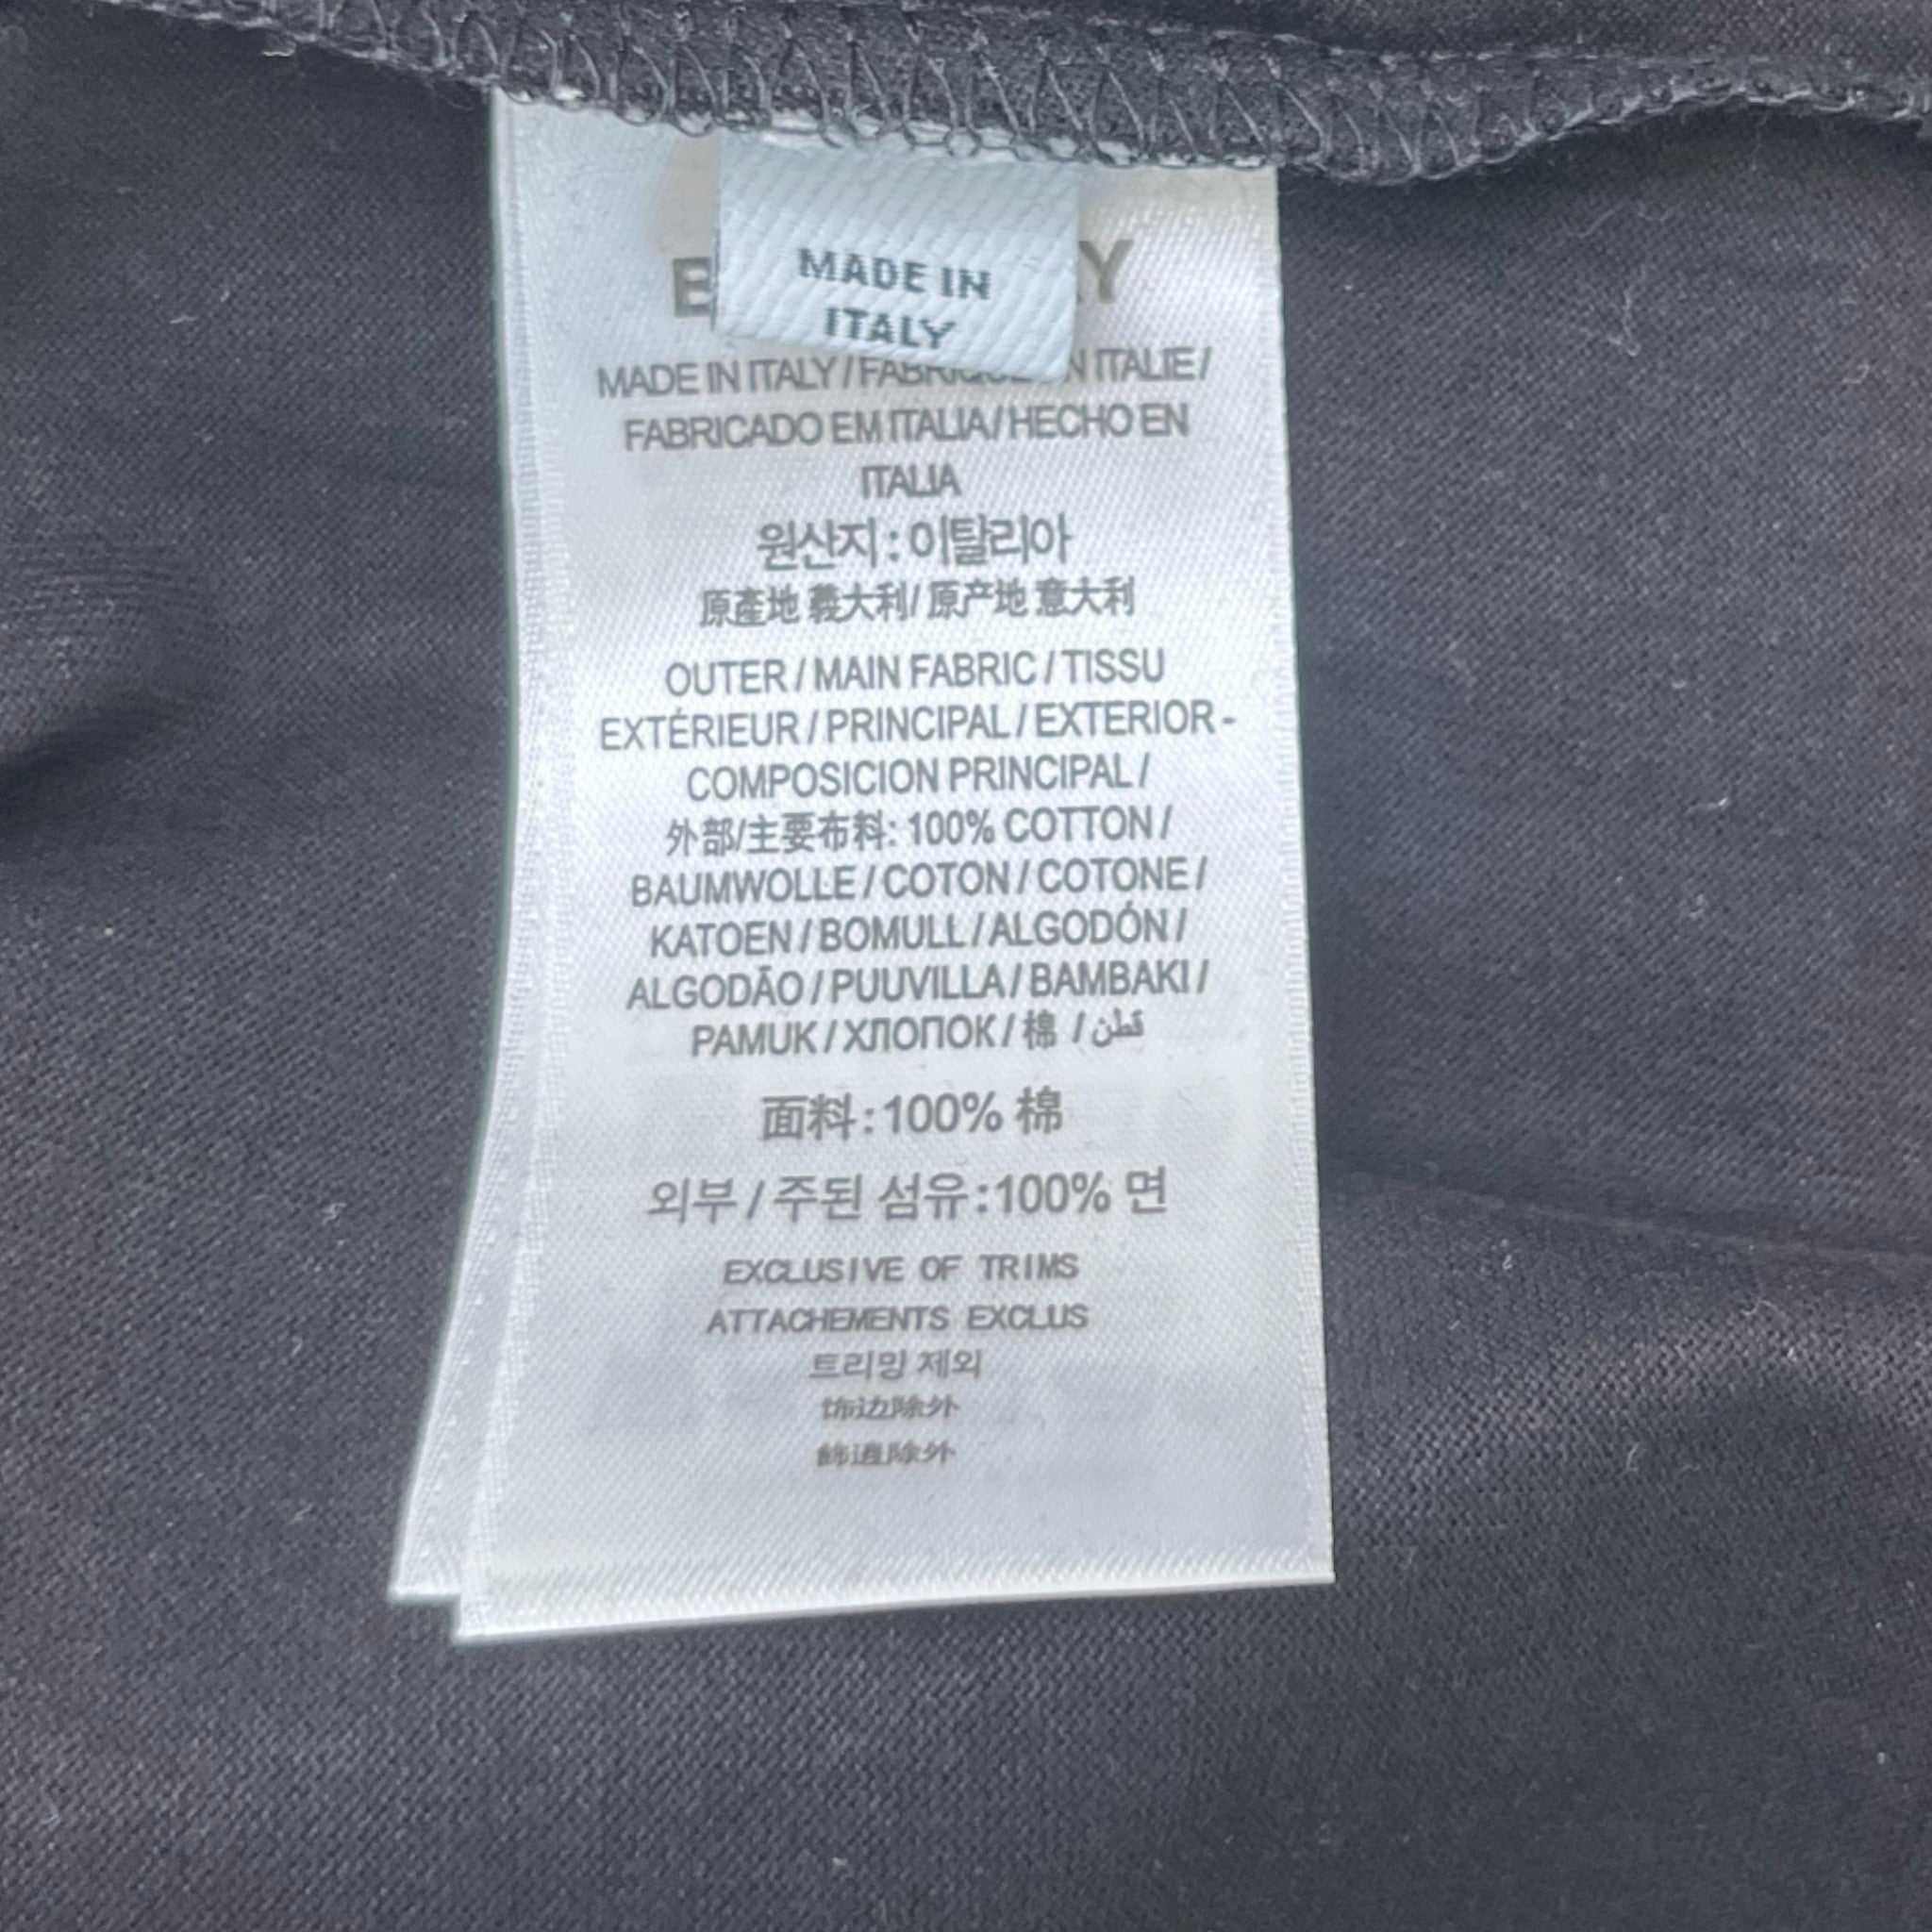 MADE IN
ITALY
MADE IN ITALY / ITALIE /
FABRICADO EM ITALIA / HECHO EN
ITALIA
원산지 : 이탈리아
原產地 義大利/ 原产地 意大利
OUTER / MAIN FABRIC / TISSU
EXTÉRIEUR / PRINCIPAL / EXTERIOR -
COMPOSICION PRINCIPAL /
外部/主要布料: 100% COTTON /
BAUMWOLLE / COTON / COTONE /
KATOEN / BOMULL / ALGODÓN /
ALGODÃO / PUUVILLA / BAMBAKI /
PAMUK / ХЛОПОК / 棉 / قطن
面料 : 100% 棉
외부 / 주된 섬유 : 100% 면
EXCLUSIVE OF TRIMS
ATTACHEMENTS EXCLUS
트리밍 제외
饰边除外
飾邊除外